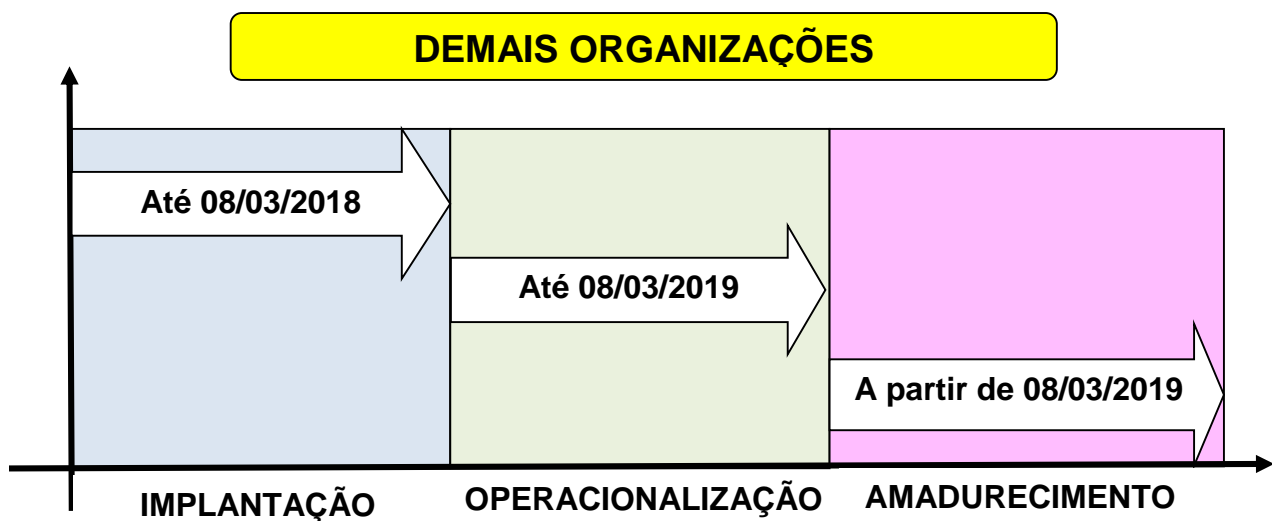 DEMAIS ORGANIZAÇÕES
Até 08/03/2018
Até 08/03/2019
A partir de 08/03/2019
IMPLANTAÇÃO
OPERACIONALIZAÇÃO
AMADURECIMENTO